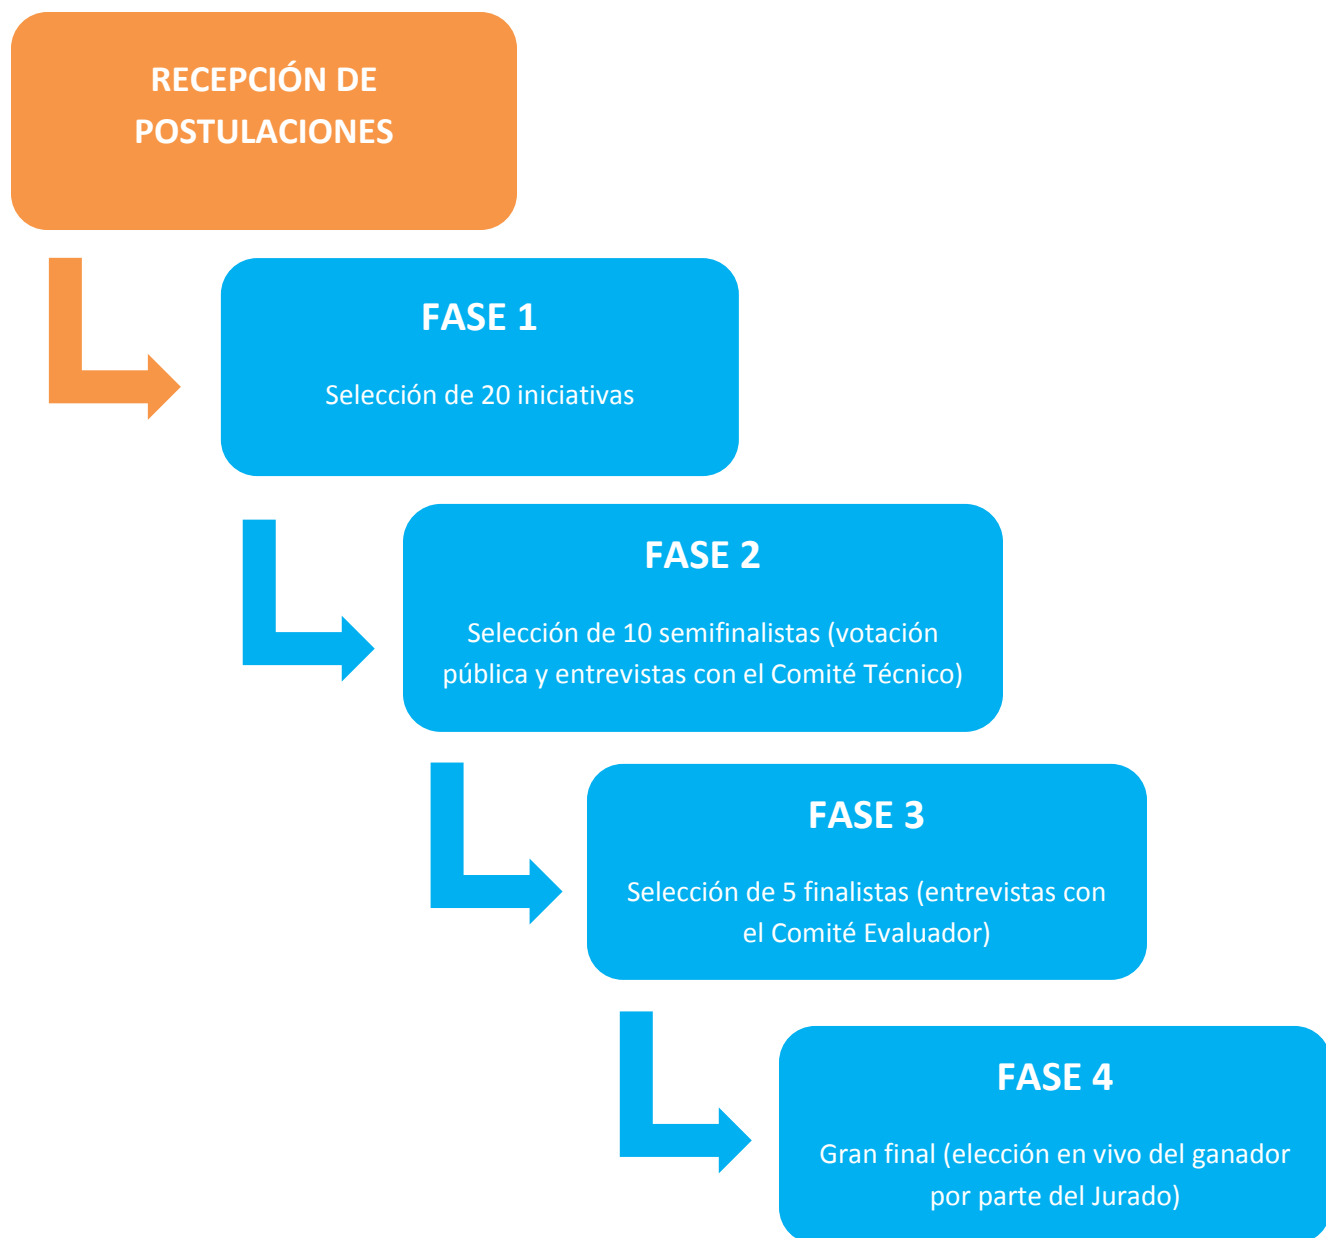 RECEPCIÓN DE
POSTULACIONES
FASE 1
Selección de 20 iniciativas
FASE 2
Selección de 10 semifinalistas (votación
pública y entrevistas con el Comité Técnico)
FASE 3
Selección de 5 finalistas (entrevistas con
el Comité Evaluador)
FASE 4
Gran final (elección en vivo del ganador
por parte del Jurado)